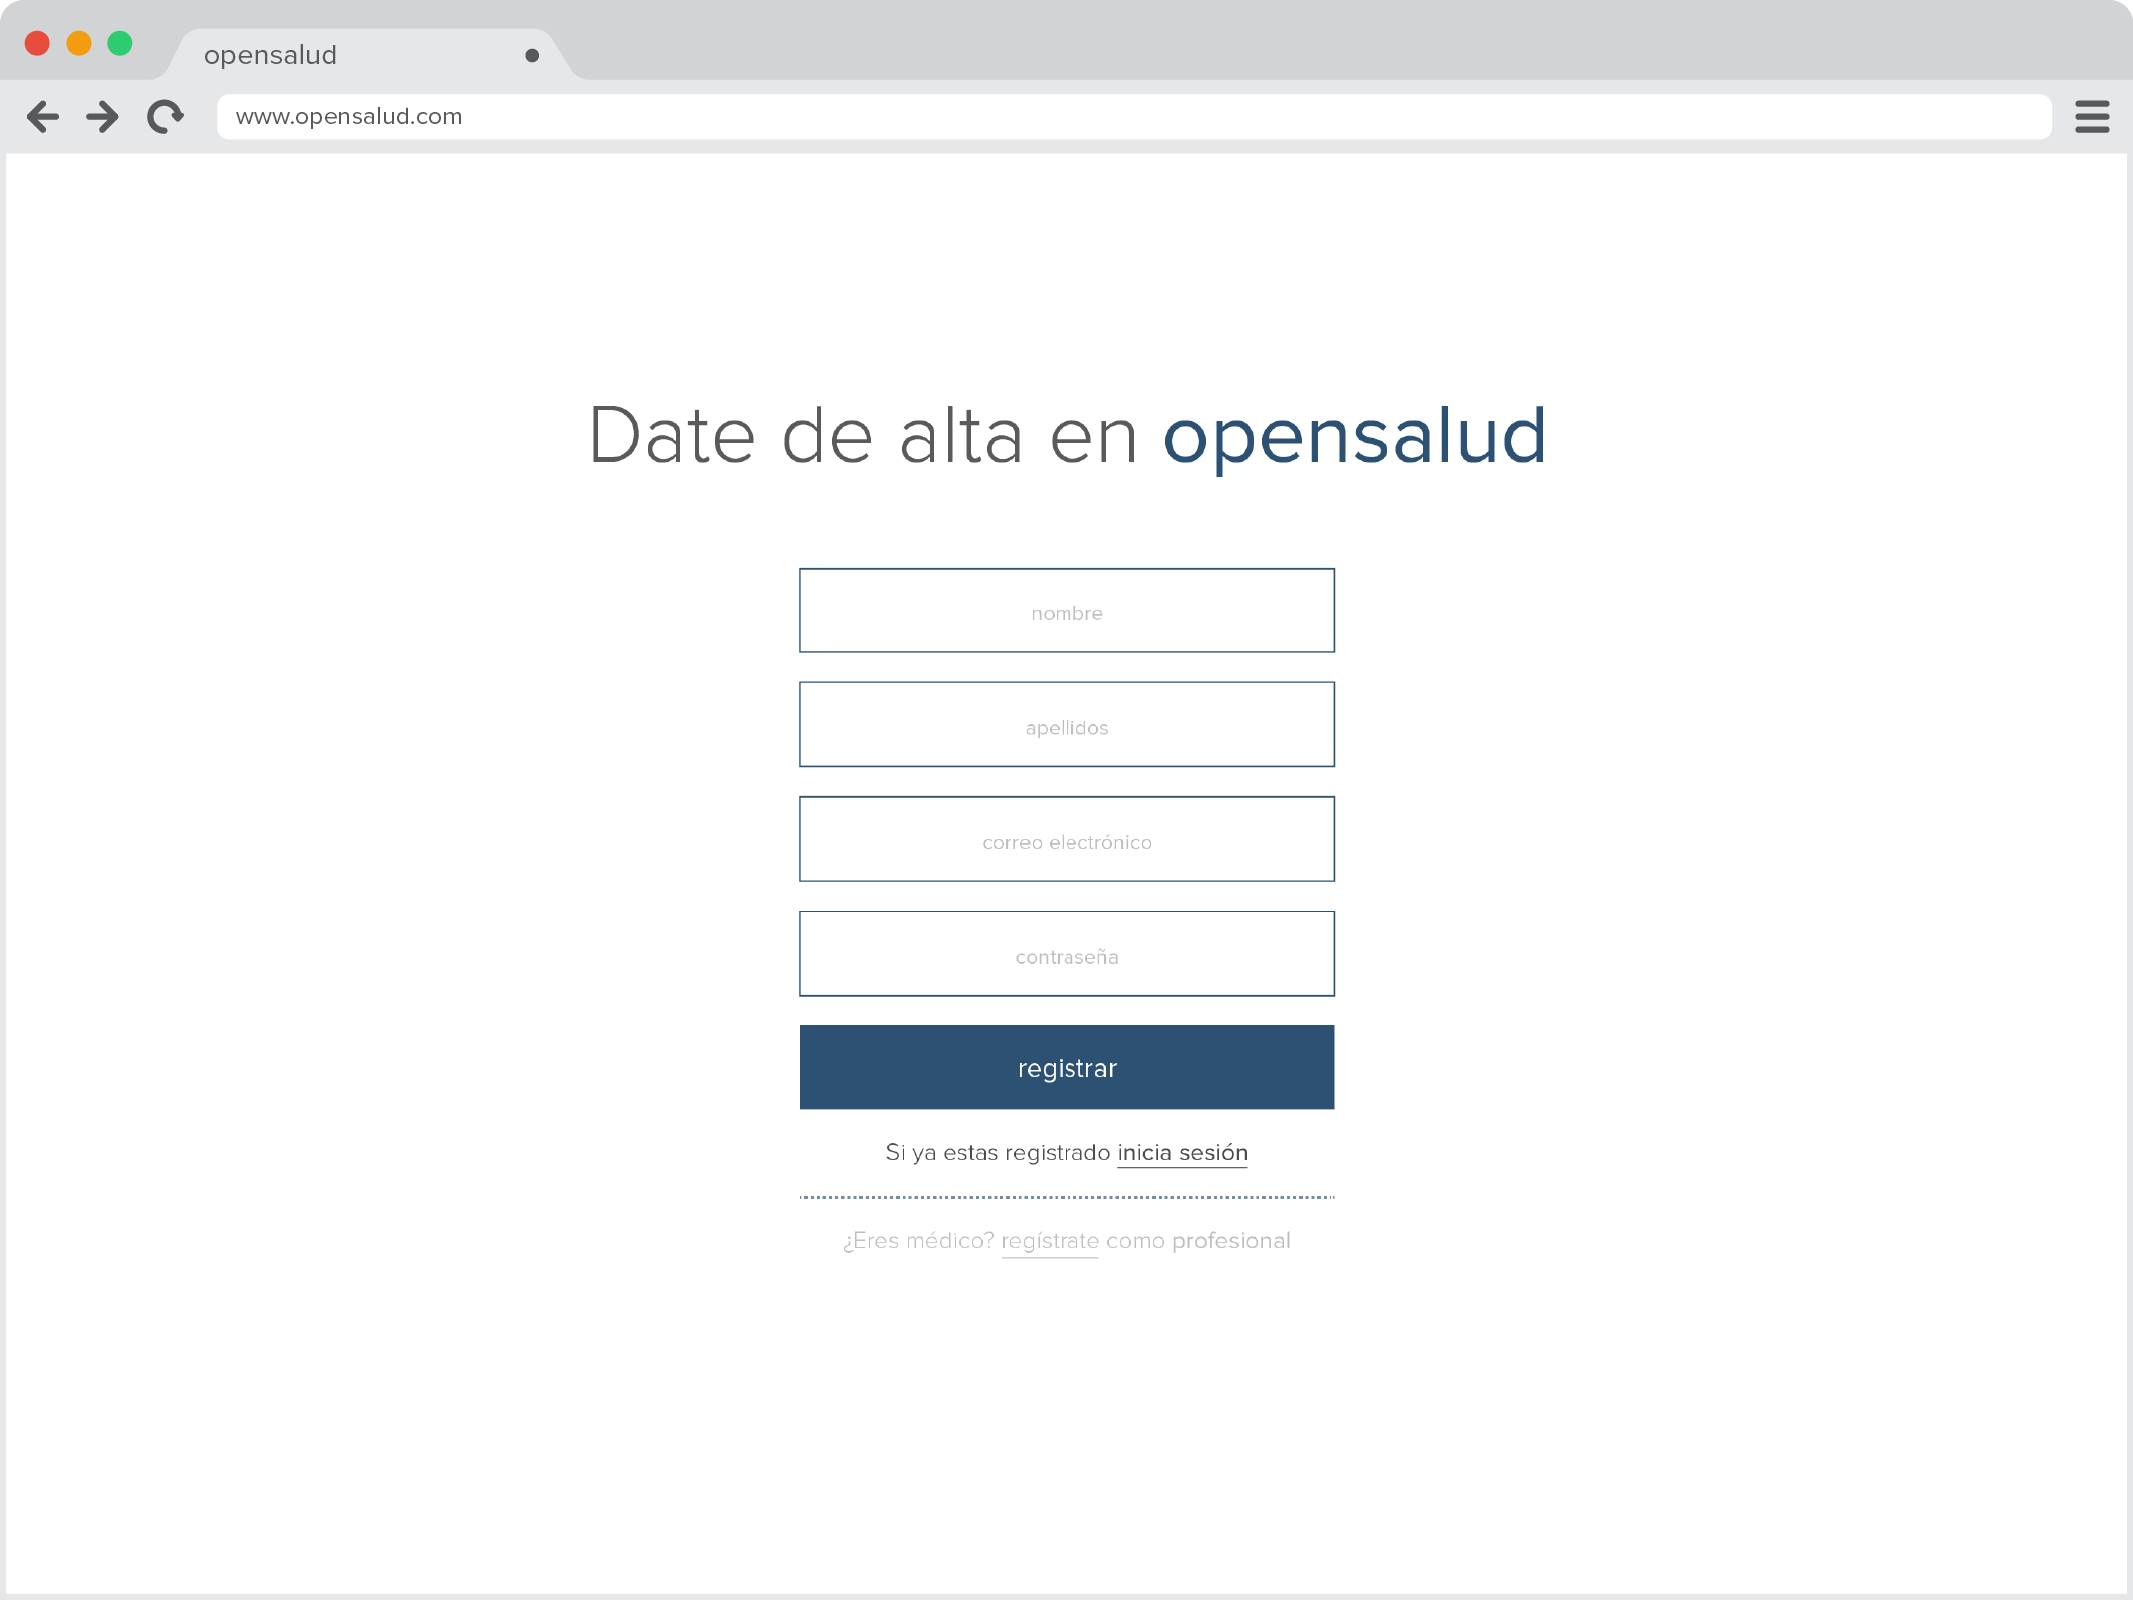 opensalud
www.opensalud.com
Date de alta en opensalud
nombre
apellidos
correo electrónico
contraseña
registrar
Si ya estas registrado inicia sesión
¿Eres médico? regístrate como profesional